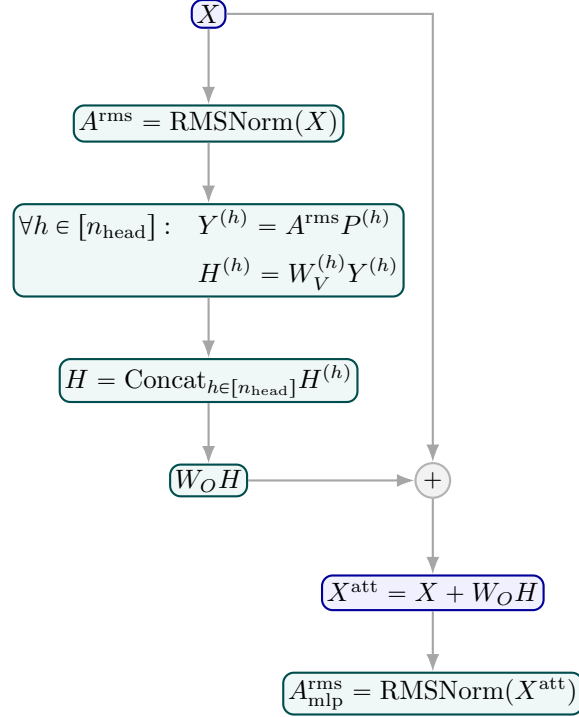 X
A^rms = RMSNorm(X)
∀h ∈ [n_head] : Y^(h) = A^rms P^(h)
H^(h) = W_V^(h) Y^(h)
H = Concat_{h∈[n_head]} H^(h)
W_O H
+
X^att = X + W_O H
A_mlp^rms = RMSNorm(X^att)